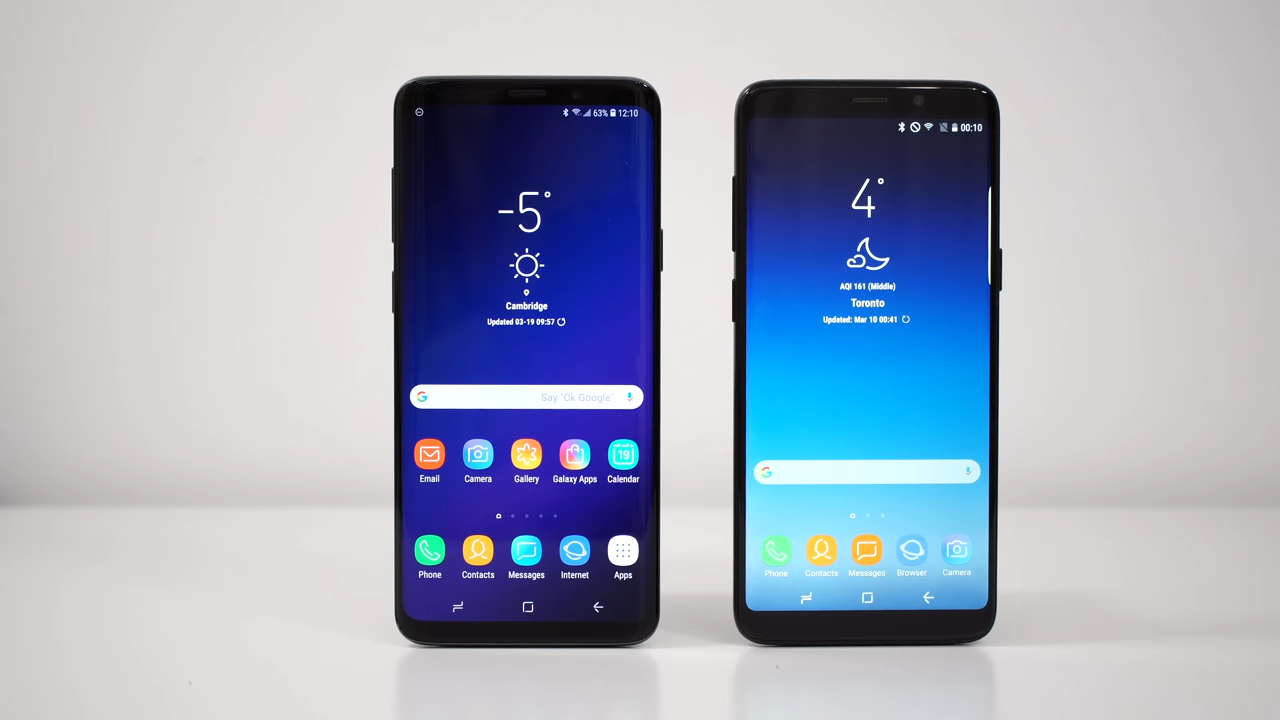 63% 12:10
-5°
Cambridge
Updated 03-19 09:57
Say "Ok Google"
19
Email Camera Gallery Galaxy Apps Calendar
Phone Contacts Messages Internet Apps
00:10
4°
AQI 161 (Middle)
Toronto
Updated: Mar 10 00:41
G
Phone Contacts Messages Browser Camera